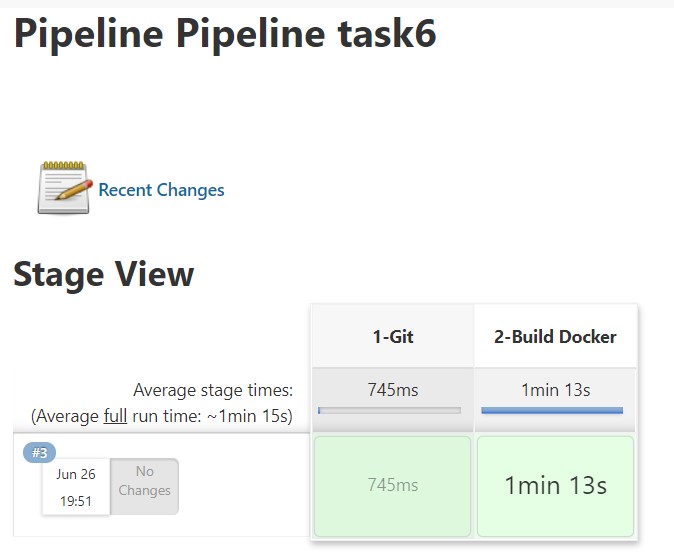 Pipeline Pipeline task6
Recent Changes
Stage View
1-Git 2-Build Docker
Average stage times: 745ms 1min 13s
(Average full run time: ~1min 15s)
#3
Jun 26 No
19:51 Changes
745ms 1min 13s